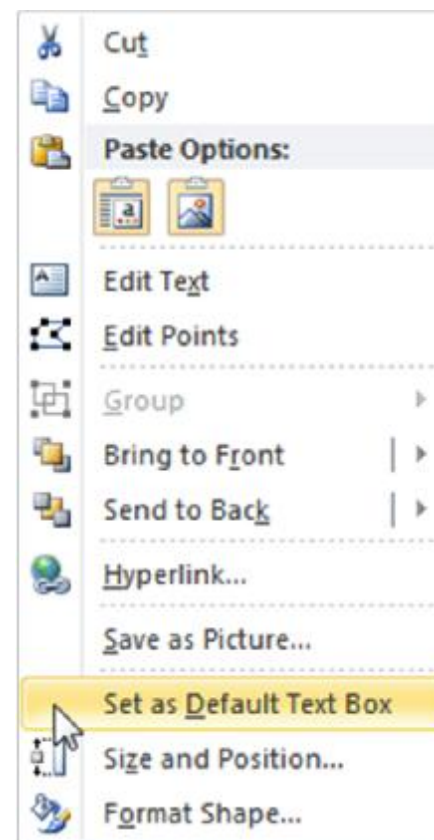 Cut
Copy
Paste Options:
Edit Text
Edit Points
Group
Bring to Front
Send to Back
Hyperlink...
Save as Picture...
Set as Default Text Box
Size and Position...
Format Shape...